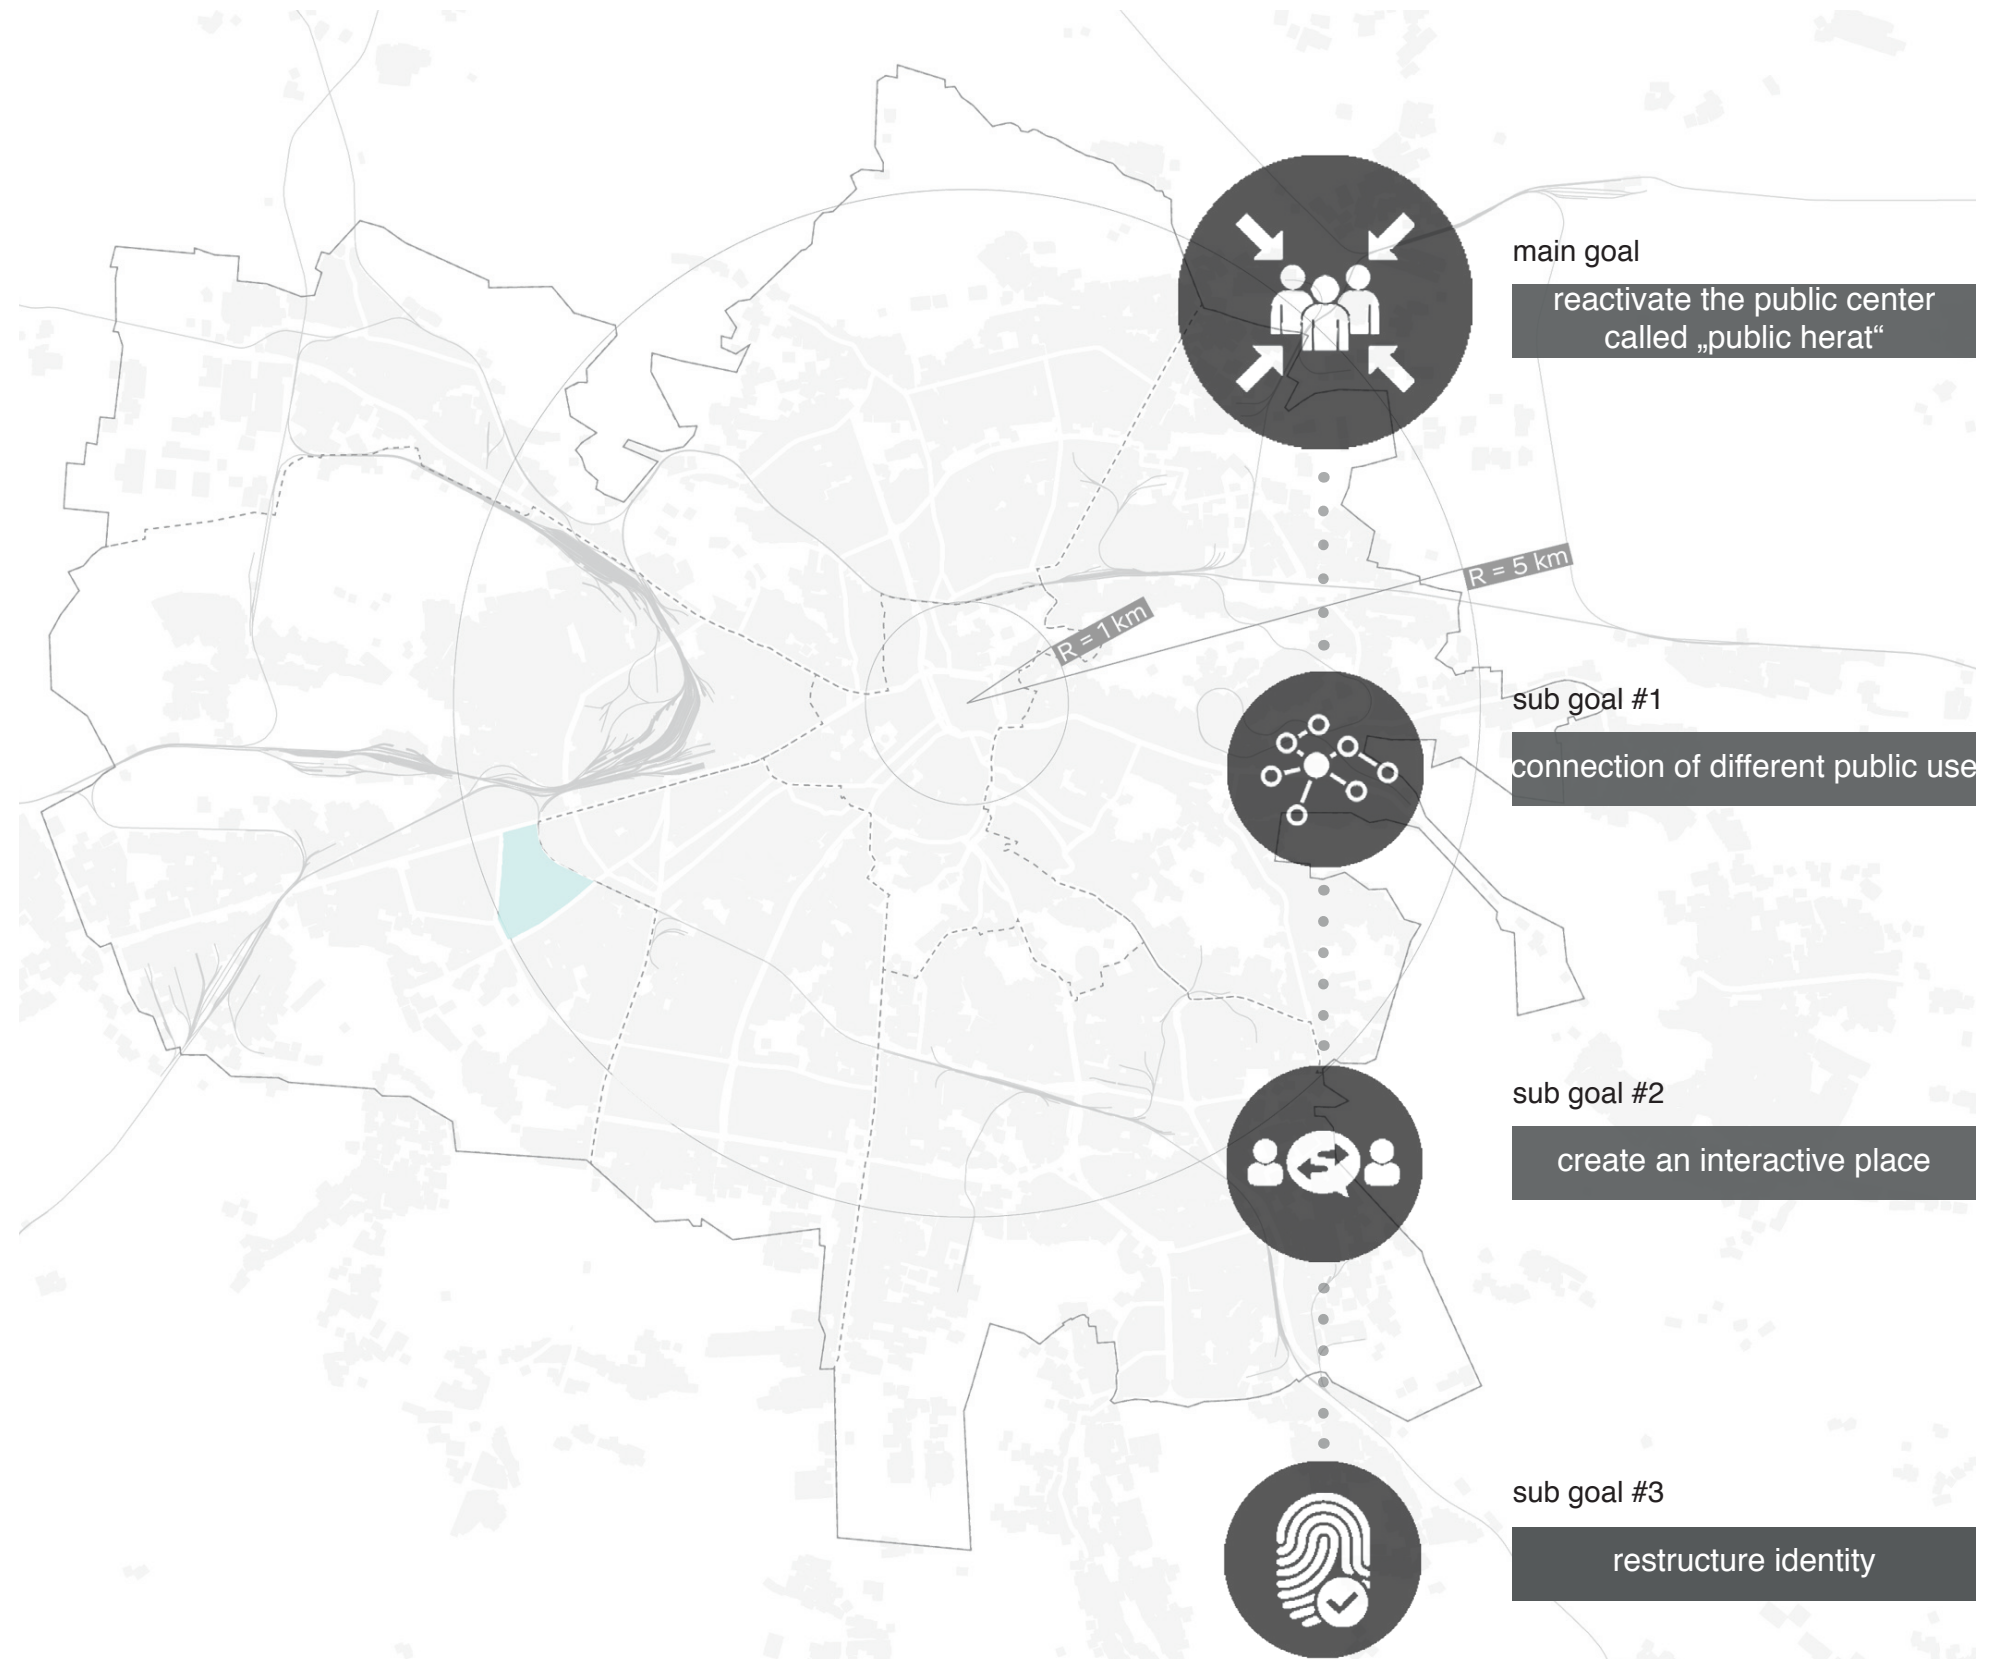 main goal
reactivate the public center
called „public herat“
R = 5 km
R = 1 km
sub goal #1
connection of different public use
sub goal #2
create an interactive place
sub goal #3
restructure identity